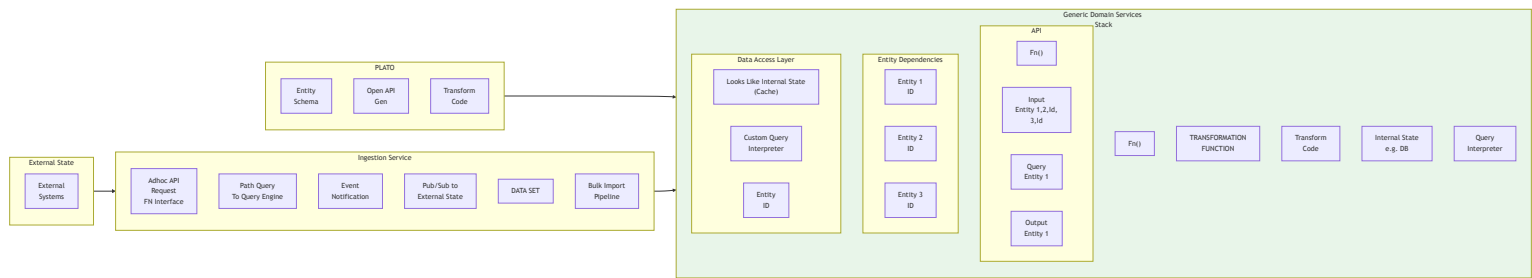 External State
External
Systems
PLATO
Entity
Schema
Open API
Gen
Transform
Code
Ingestion Service
Adhoc API
Request
FN Interface
Path Query
To Query Engine
Event
Notification
Pub/Sub to
External State
DATA SET
Bulk Import
Pipeline
Generic Domain Services
Stack
Data Access Layer
Looks Like Internal State
(Cache)
Custom Query
Interpreter
Entity
ID
Entity Dependencies
Entity 1
ID
Entity 2
ID
Entity 3
ID
API
Fn()
Input
Entity 1,2,Id,
3,Id
Query
Entity 1
Output
Entity 1
Fn()
TRANSFORMATION
FUNCTION
Transform
Code
Internal State
e.g. DB
Query
Interpreter